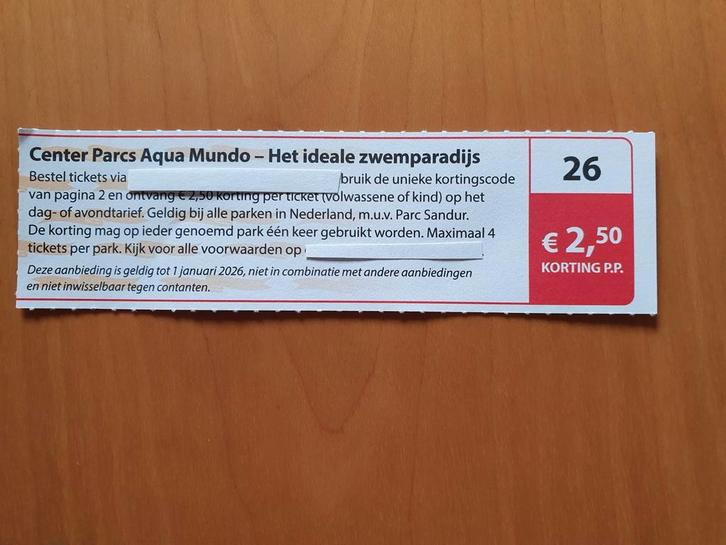 Center Parcs Aqua Mundo – Het ideale zwemparadijs
Bestel tickets via bruik de unieke kortingscode
van pagina 2 en ontvang € 2,50 korting per ticket (volwassene of kind) op het
dag- of avondtarief. Geldig bij alle parken in Nederland, m.u.v. Parc Sandur.
De korting mag op ieder genoemd park één keer gebruikt worden. Maximaal 4
tickets per park. Kijk voor alle voorwaarden op
Deze aanbieding is geldig tot 1 januari 2026, niet in combinatie met andere aanbiedingen
en niet inwisselbaar tegen contanten.
26
€ 2,50
KORTING P.P.